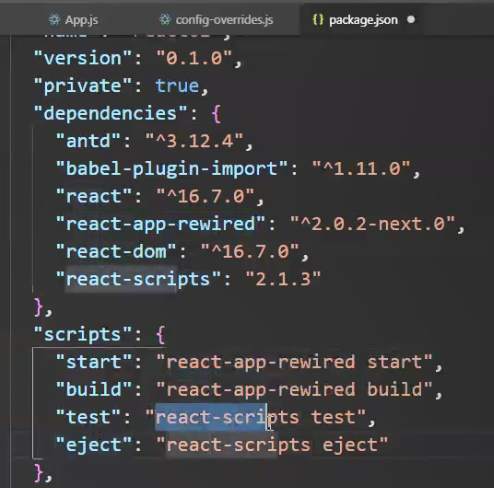 App.js config-overrides.js {} package.json
"version": "0.1.0",
"private": true,
"dependencies": {
"antd": "^3.12.4",
"babel-plugin-import": "^1.11.0",
"react": "^16.7.0",
"react-app-rewired": "^2.0.2-next.0",
"react-dom": "^16.7.0",
"react-scripts": "2.1.3"
},
"scripts": {
"start": "react-app-rewired start",
"build": "react-app-rewired build",
"test": "react-scripts test",
"eject": "react-scripts eject"
},